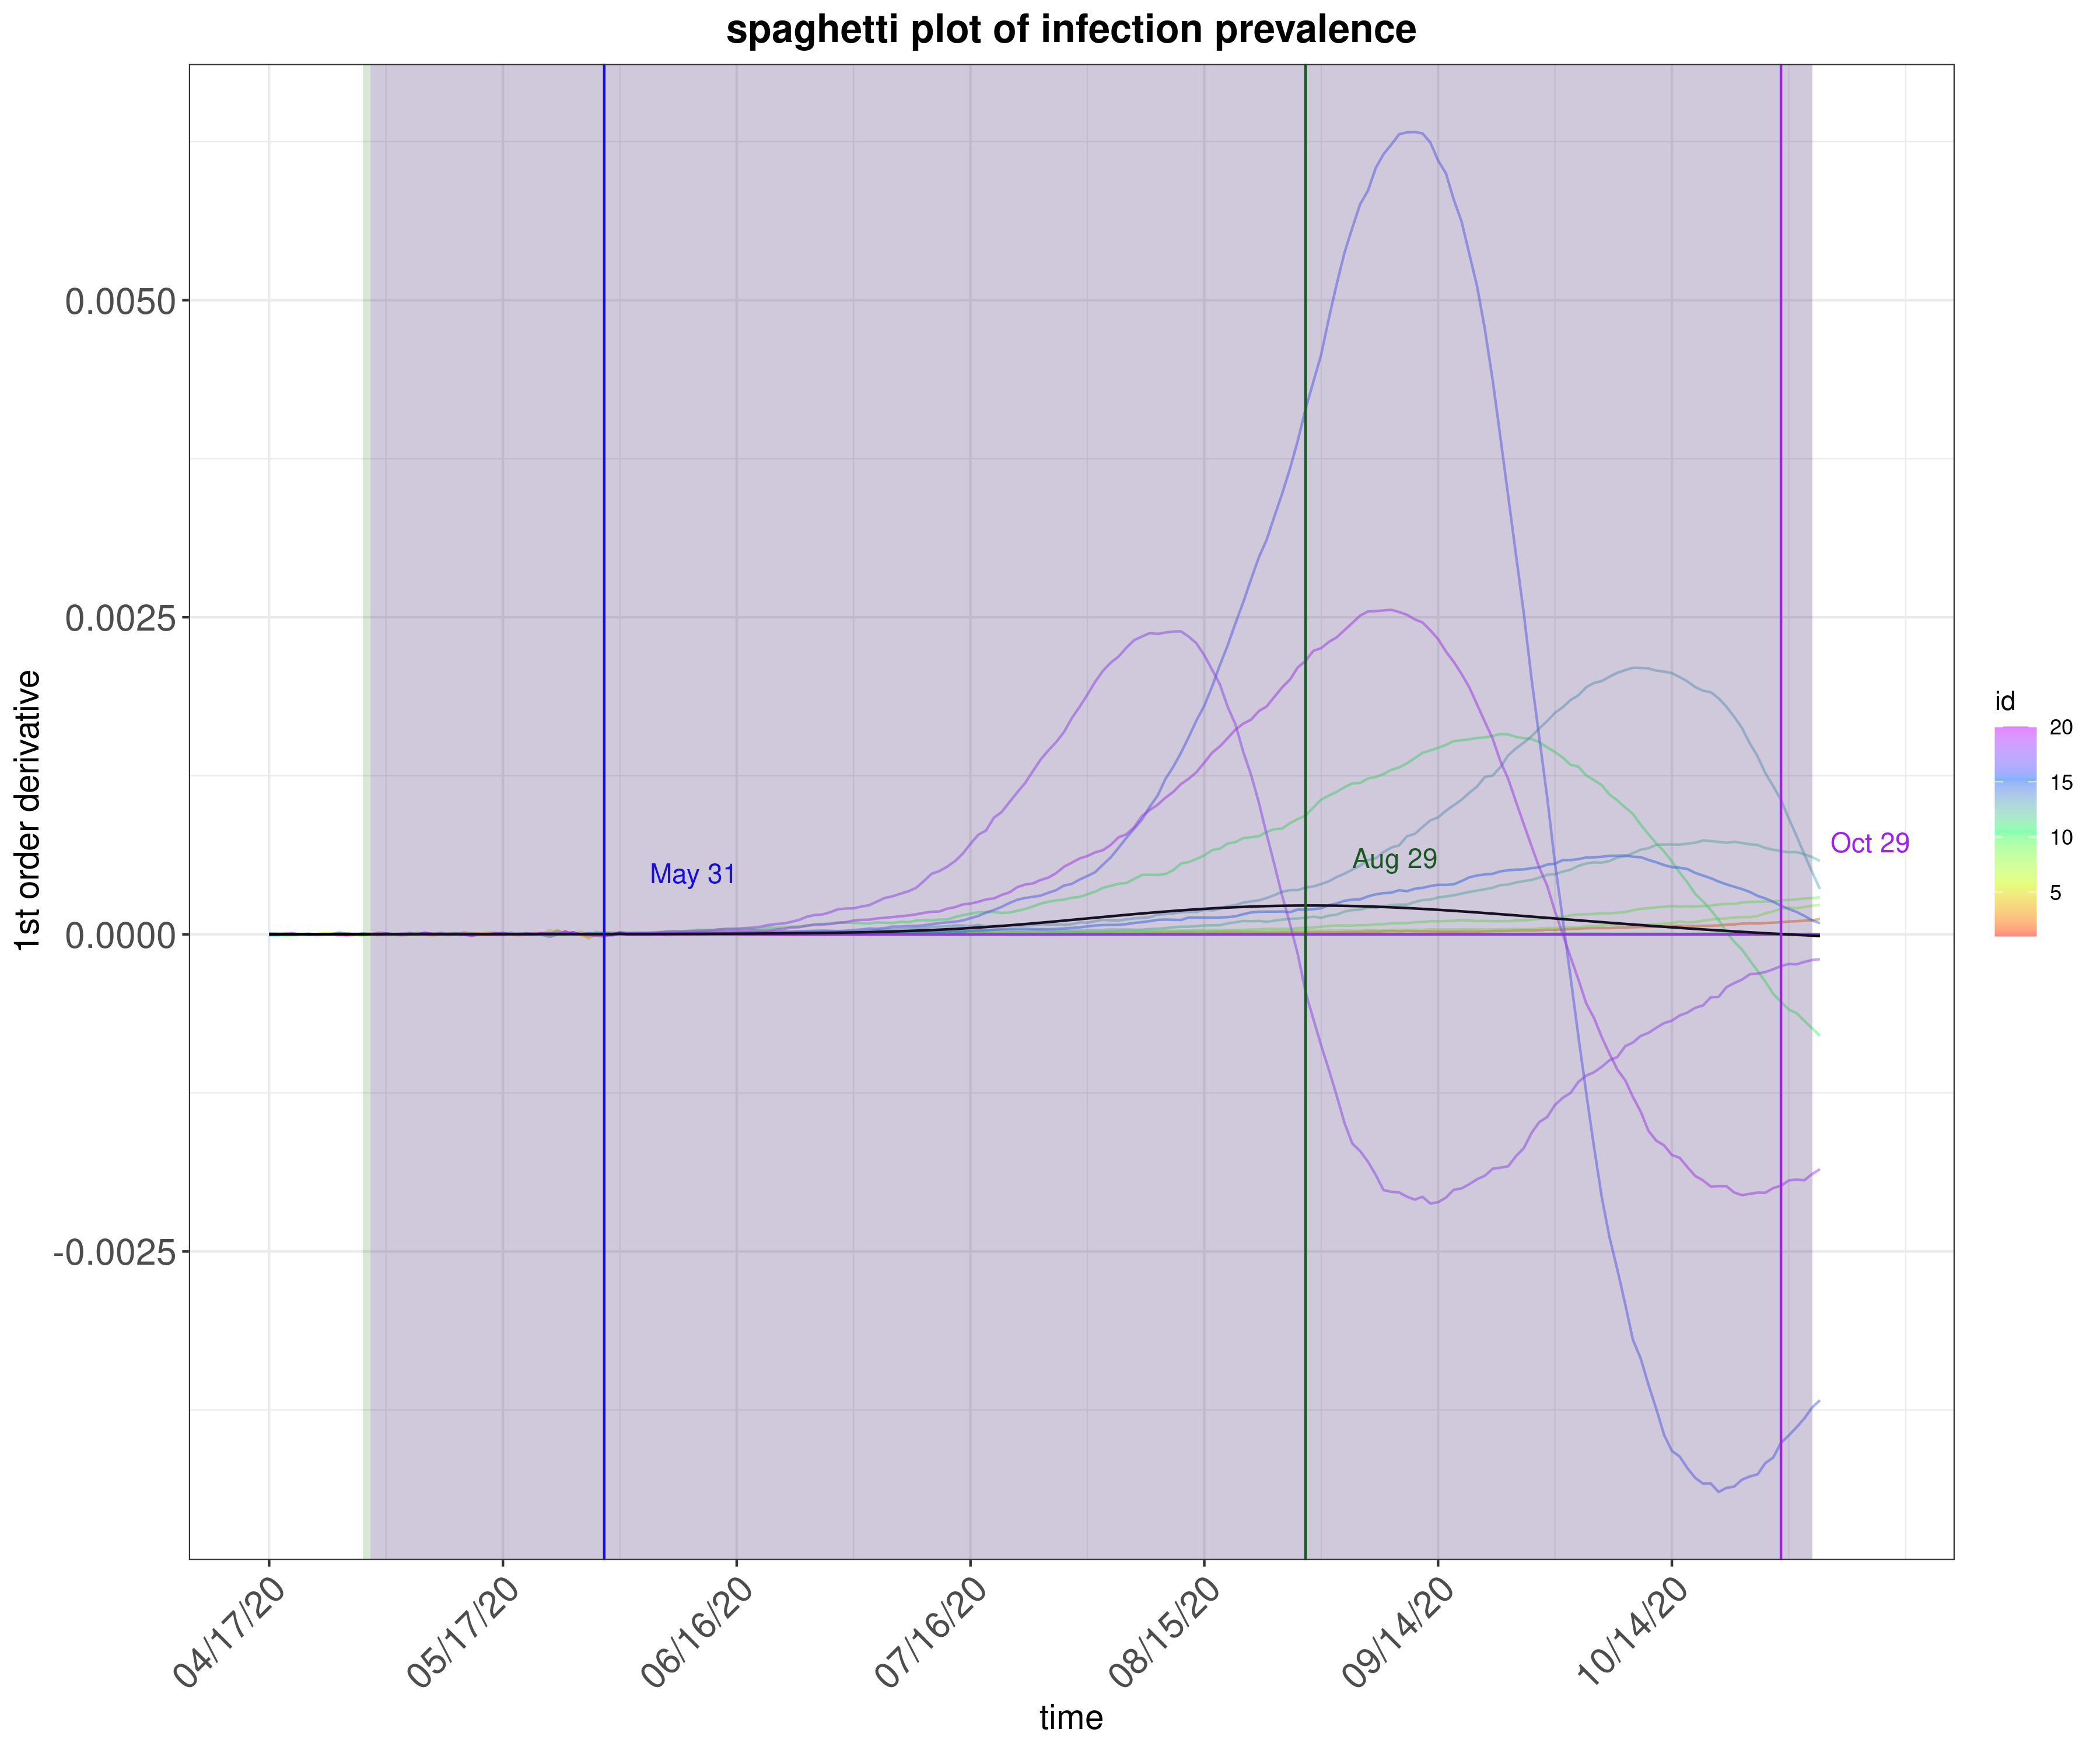 spaghetti plot of infection prevalence
1st order derivative
0.0050
0.0025
0.0000
-0.0025
May 31
Aug 29
Oct 29
id
20
15
10
5
04/17/20
05/17/20
06/16/20
07/16/20
08/15/20
09/14/20
10/14/20
time